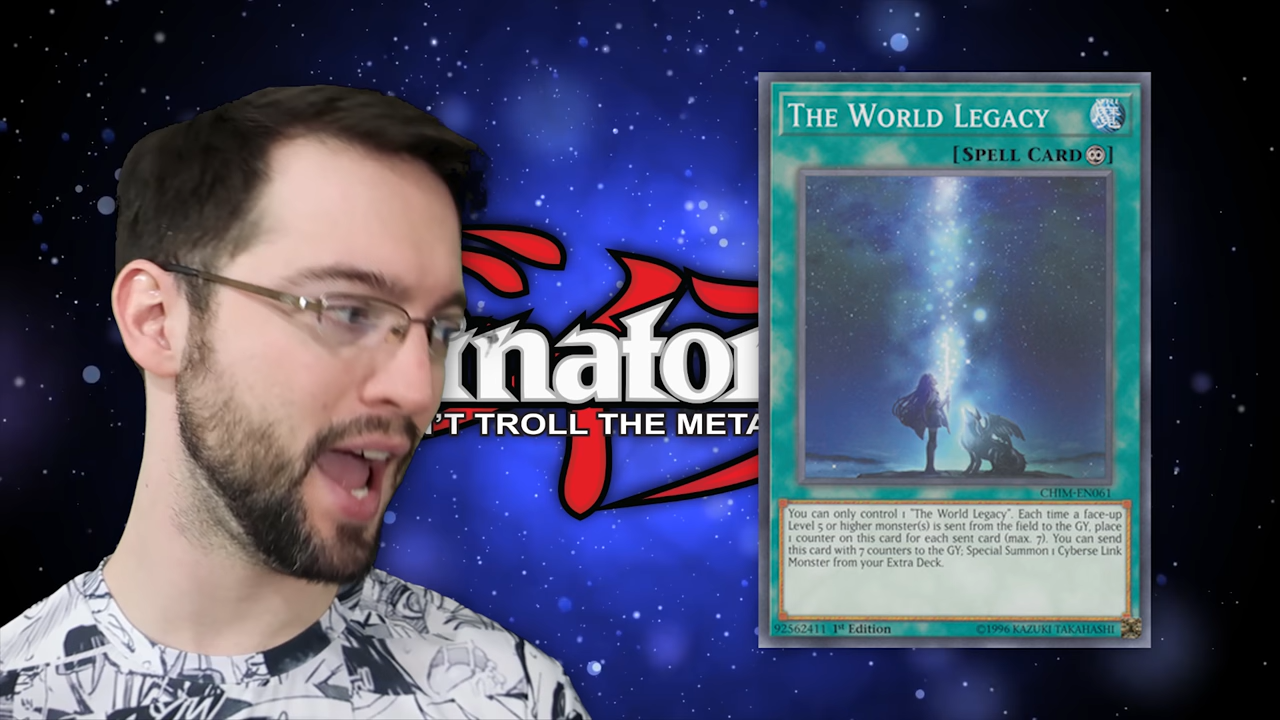 THE WORLD LEGACY
[SPELL CARD]
nator
'T TROLL THE META
CHIM-EN061
You can only control 1 "The World Legacy". Each time a face-up
Level 5 or higher monster(s) is sent from the field to the GY, place
1 counter on this card for each sent card (max. 7). You can send
this card with 7 counters to the GY; Special Summon 1 Cyberse Link
Monster from your Extra Deck.
92562411 1st Edition ©1996 KAZUKI TAKAHASHI